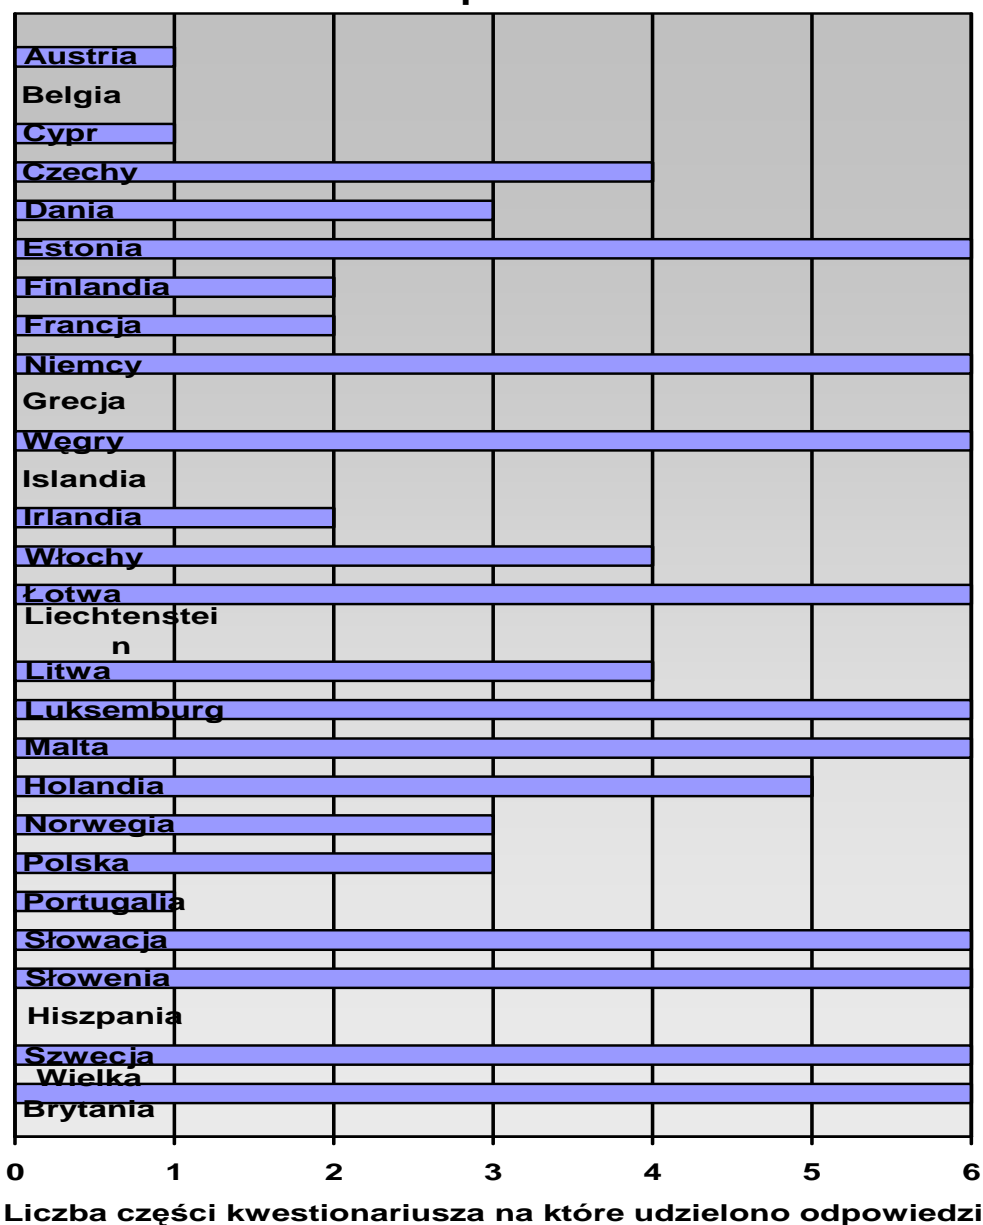 Austria
Belgia
Cypr
Czechy
Dania
Estonia
Finlandia
Francja
Niemcy
Grecja
Węgry
Islandia
Irlandia
Włochy
Łotwa
Liechtenstei
n
Litwa
Luksemburg
Malta
Holandia
Norwegia
Polska
Portugalia
Słowacja
Słowenia
Hiszpania
Szwecja
Wielka
Brytania
0 1 2 3 4 5 6
Liczba części kwestionariusza na które udzielono odpowiedzi